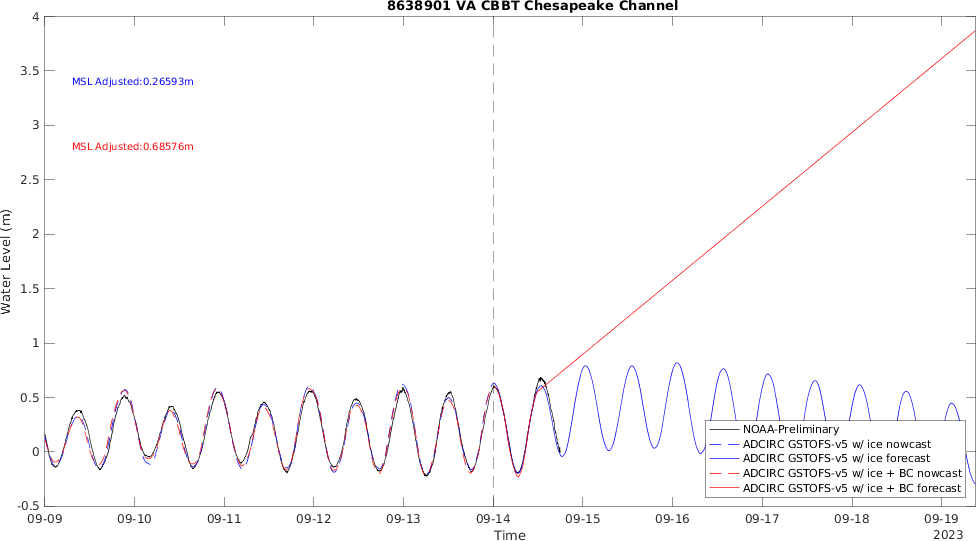 8638901 VA CBBT Chesapeake Channel
4
3.5
3
2.5
2
1.5
1
0.5
0
-0.5
Water Level (m)
MSL Adjusted:0.26593m
MSL Adjusted:0.68576m
NOAA-Preliminary
ADCIRC GSTOFS-v5 w/ ice nowcast
ADCIRC GSTOFS-v5 w/ ice forecast
ADCIRC GSTOFS-v5 w/ ice + BC nowcast
ADCIRC GSTOFS-v5 w/ ice + BC forecast
09-09 09-10 09-11 09-12 09-13 09-14 09-15 09-16 09-17 09-18 09-19
Time
2023